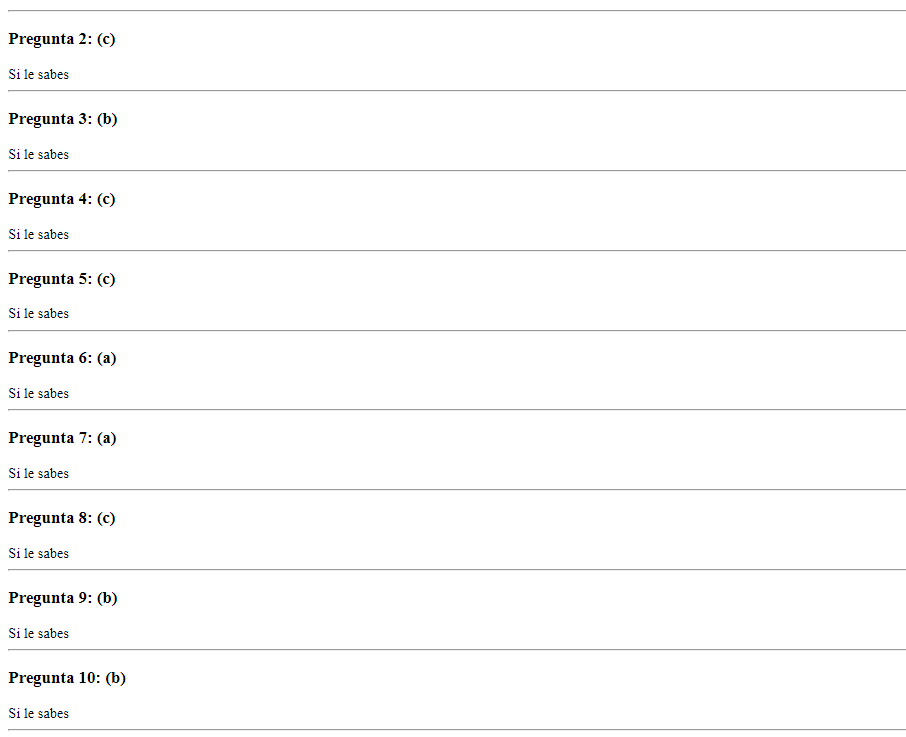 Pregunta 2: (c)
Si le sabes
Pregunta 3: (b)
Si le sabes
Pregunta 4: (c)
Si le sabes
Pregunta 5: (c)
Si le sabes
Pregunta 6: (a)
Si le sabes
Pregunta 7: (a)
Si le sabes
Pregunta 8: (c)
Si le sabes
Pregunta 9: (b)
Si le sabes
Pregunta 10: (b)
Si le sabes